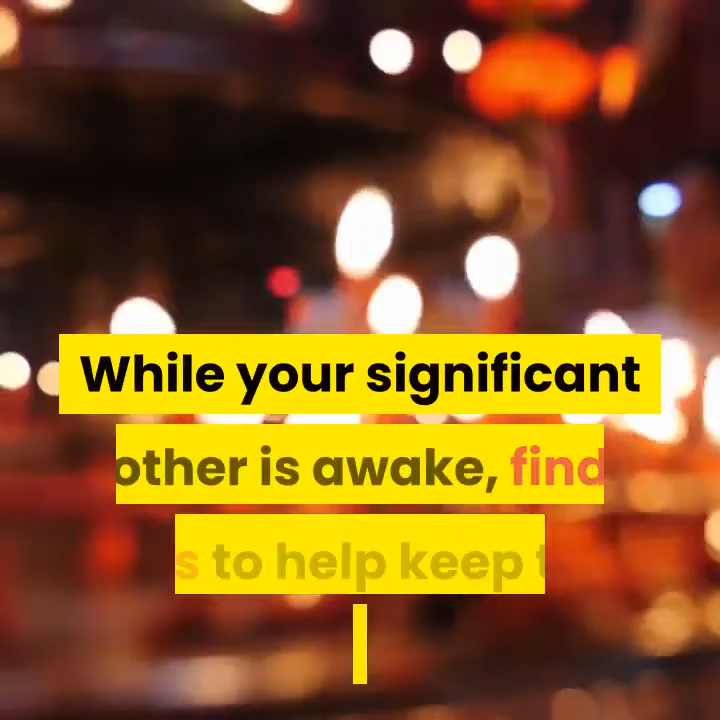 While your significant
other is awake, find
to help keep